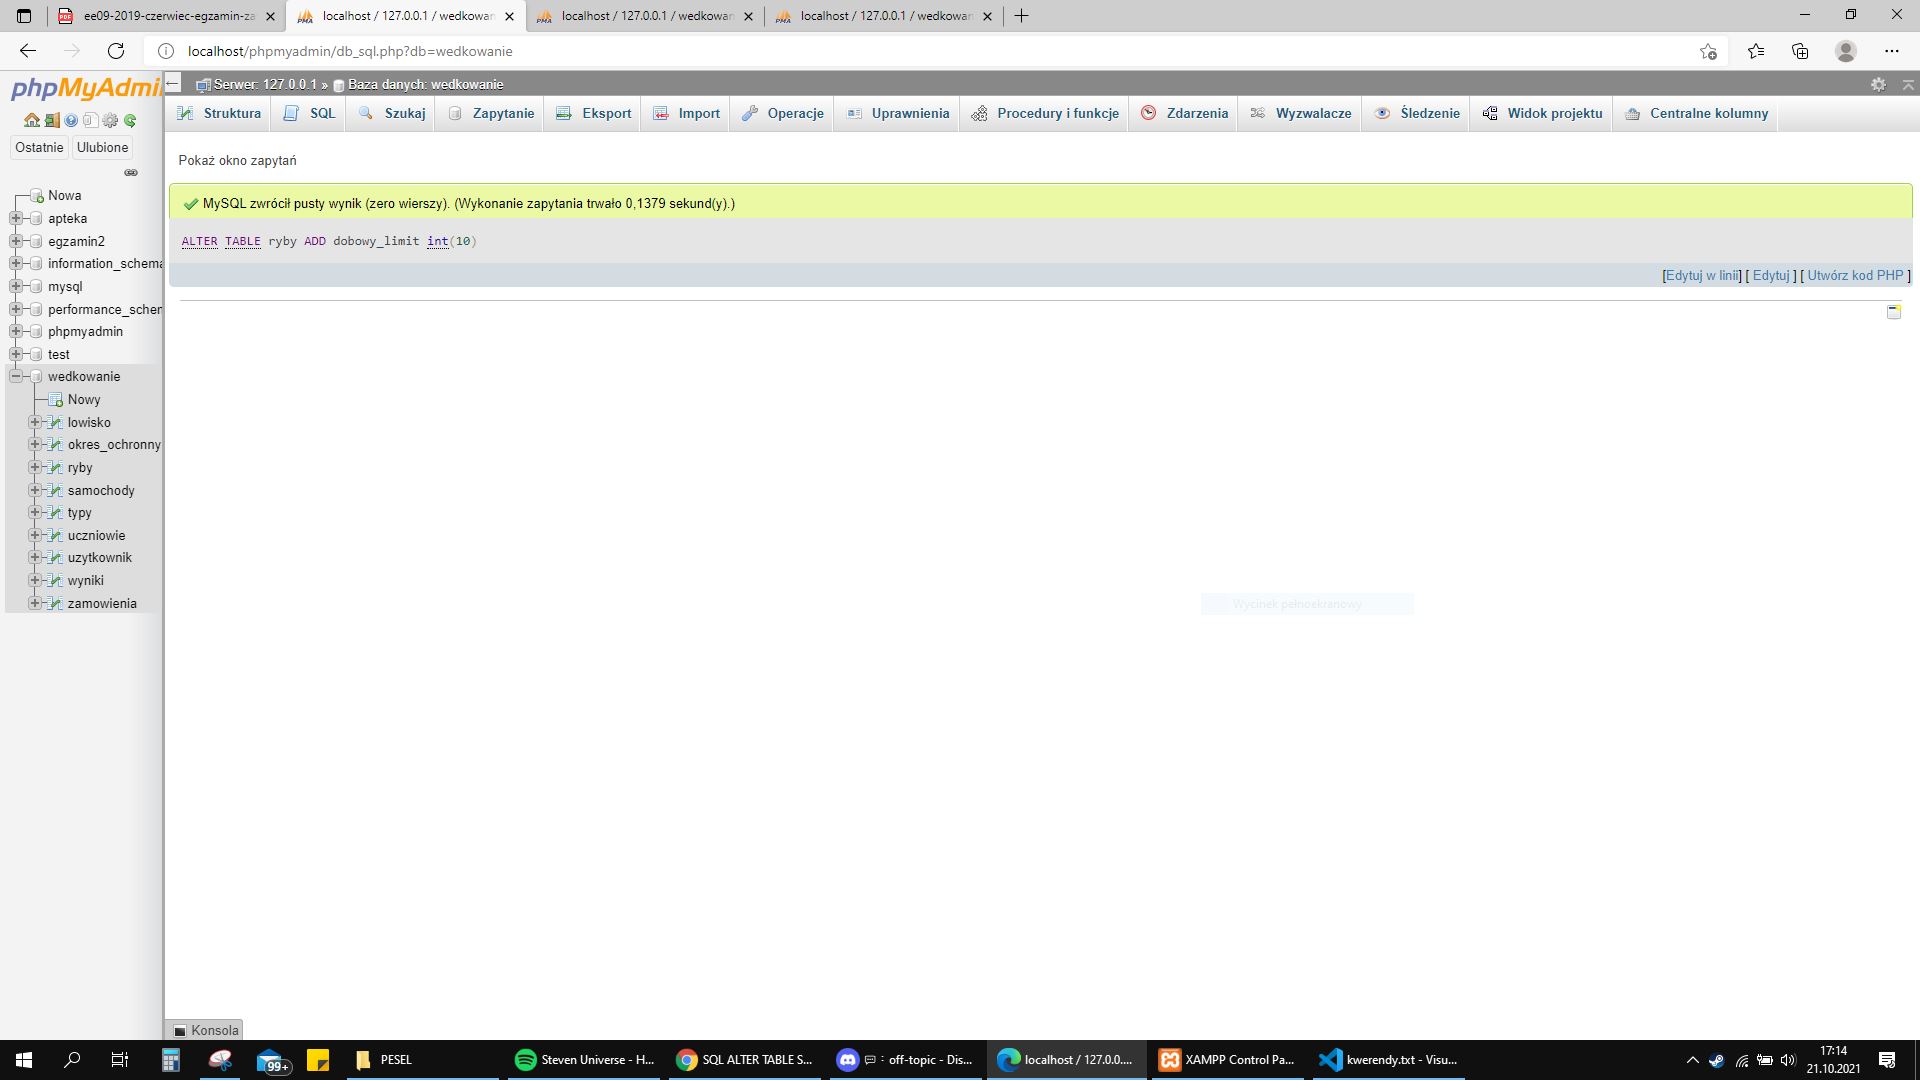 ee09-2019-czerwiec-egzamin-za
localhost / 127.0.0.1 / wedkowan
localhost / 127.0.0.1 / wedkowan
localhost / 127.0.0.1 / wedkowan
localhost/phpmyadmin/db_sql.php?db=wedkowanie
phpMyAdmin
Serwer: 127.0.0.1 » Baza danych: wedkowanie
Struktura SQL Szukaj Zapytanie Eksport Import Operacje Uprawnienia Procedury i funkcje Zdarzenia Wyzwalacze Śledzenie Widok projektu Centralne kolumny
Ostatnie Ulubione
Nowa
apteka
egzamin2
information_schema
mysql
performance_schem
phpmyadmin
test
wedkowanie
Nowy
lowisko
okres_ochronny
ryby
samochody
typy
uczniowie
uzytkownik
wyniki
zamowienia
Pokaż okno zapytań
MySQL zwrócił pusty wynik (zero wierszy). (Wykonanie zapytania trwało 0,1379 sekund(y).)
ALTER TABLE ryby ADD dobowy_limit int(10)
[Edytuj w linii] [ Edytuj ] [ Utwórz kod PHP ]
Wycinek pełnoekranowy
Konsola
99+
PESEL
Steven Universe - H...
SQL ALTER TABLE S...
off-topic - Dis...
localhost / 127.0.0....
XAMPP Control Pa...
kwerendy.txt - Visu...
17:14
21.10.2021